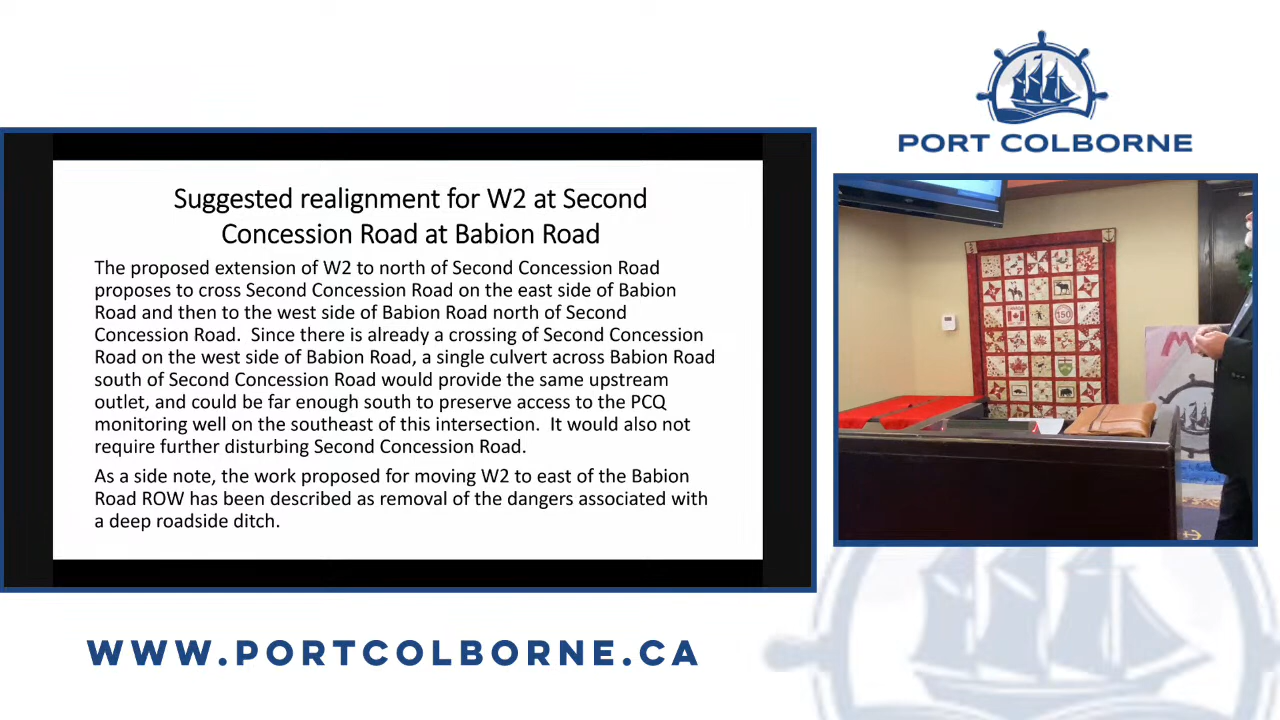 PORT COLBORNE
Suggested realignment for W2 at Second
Concession Road at Babion Road
The proposed extension of W2 to north of Second Concession Road
proposes to cross Second Concession Road on the east side of Babion
Road and then to the west side of Babion Road north of Second
Concession Road.  Since there is already a crossing of Second Concession
Road on the west side of Babion Road, a single culvert across Babion Road
south of Second Concession Road would provide the same upstream
outlet, and could be far enough south to preserve access to the PCQ
monitoring well on the southeast of this intersection.  It would also not
require further disturbing Second Concession Road.
As a side note, the work proposed for moving W2 to east of the Babion
Road ROW has been described as removal of the dangers associated with
a deep roadside ditch.
150
WWW.PORTCOLBORNE.CA